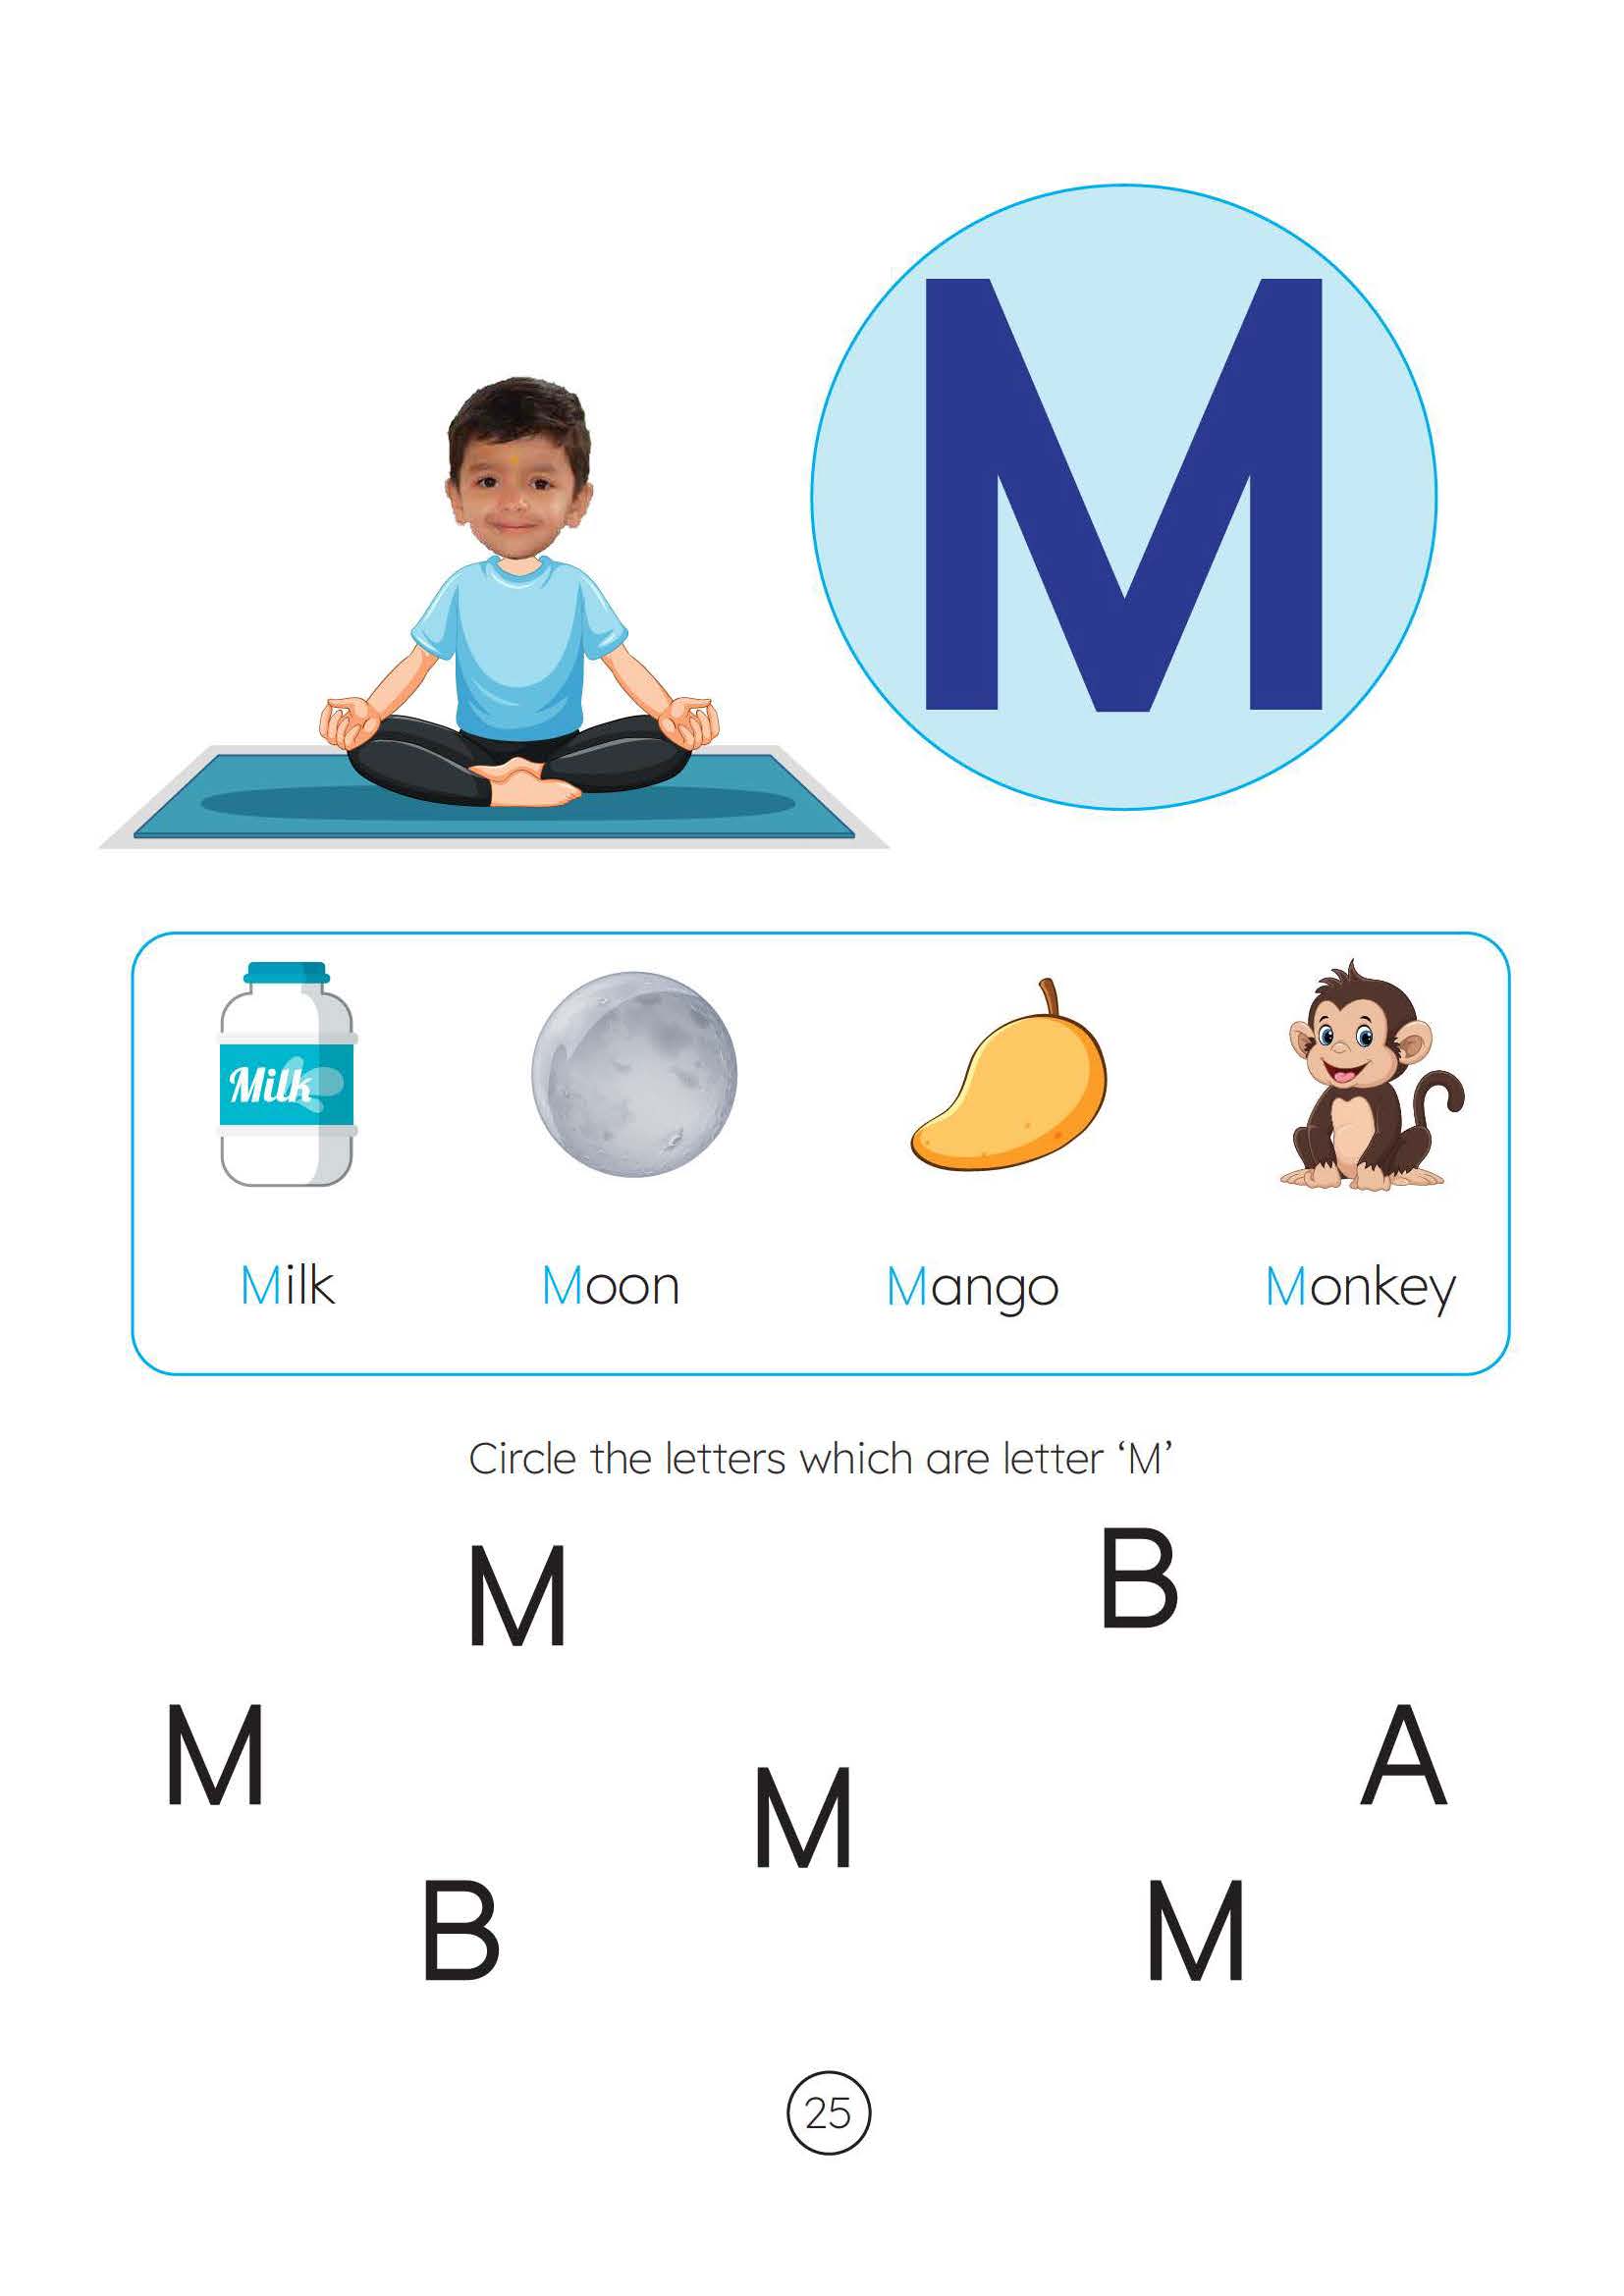 M
Milk
Milk Moon Mango Monkey
Circle the letters which are letter ‘M’
M B
M A
M
B M
25